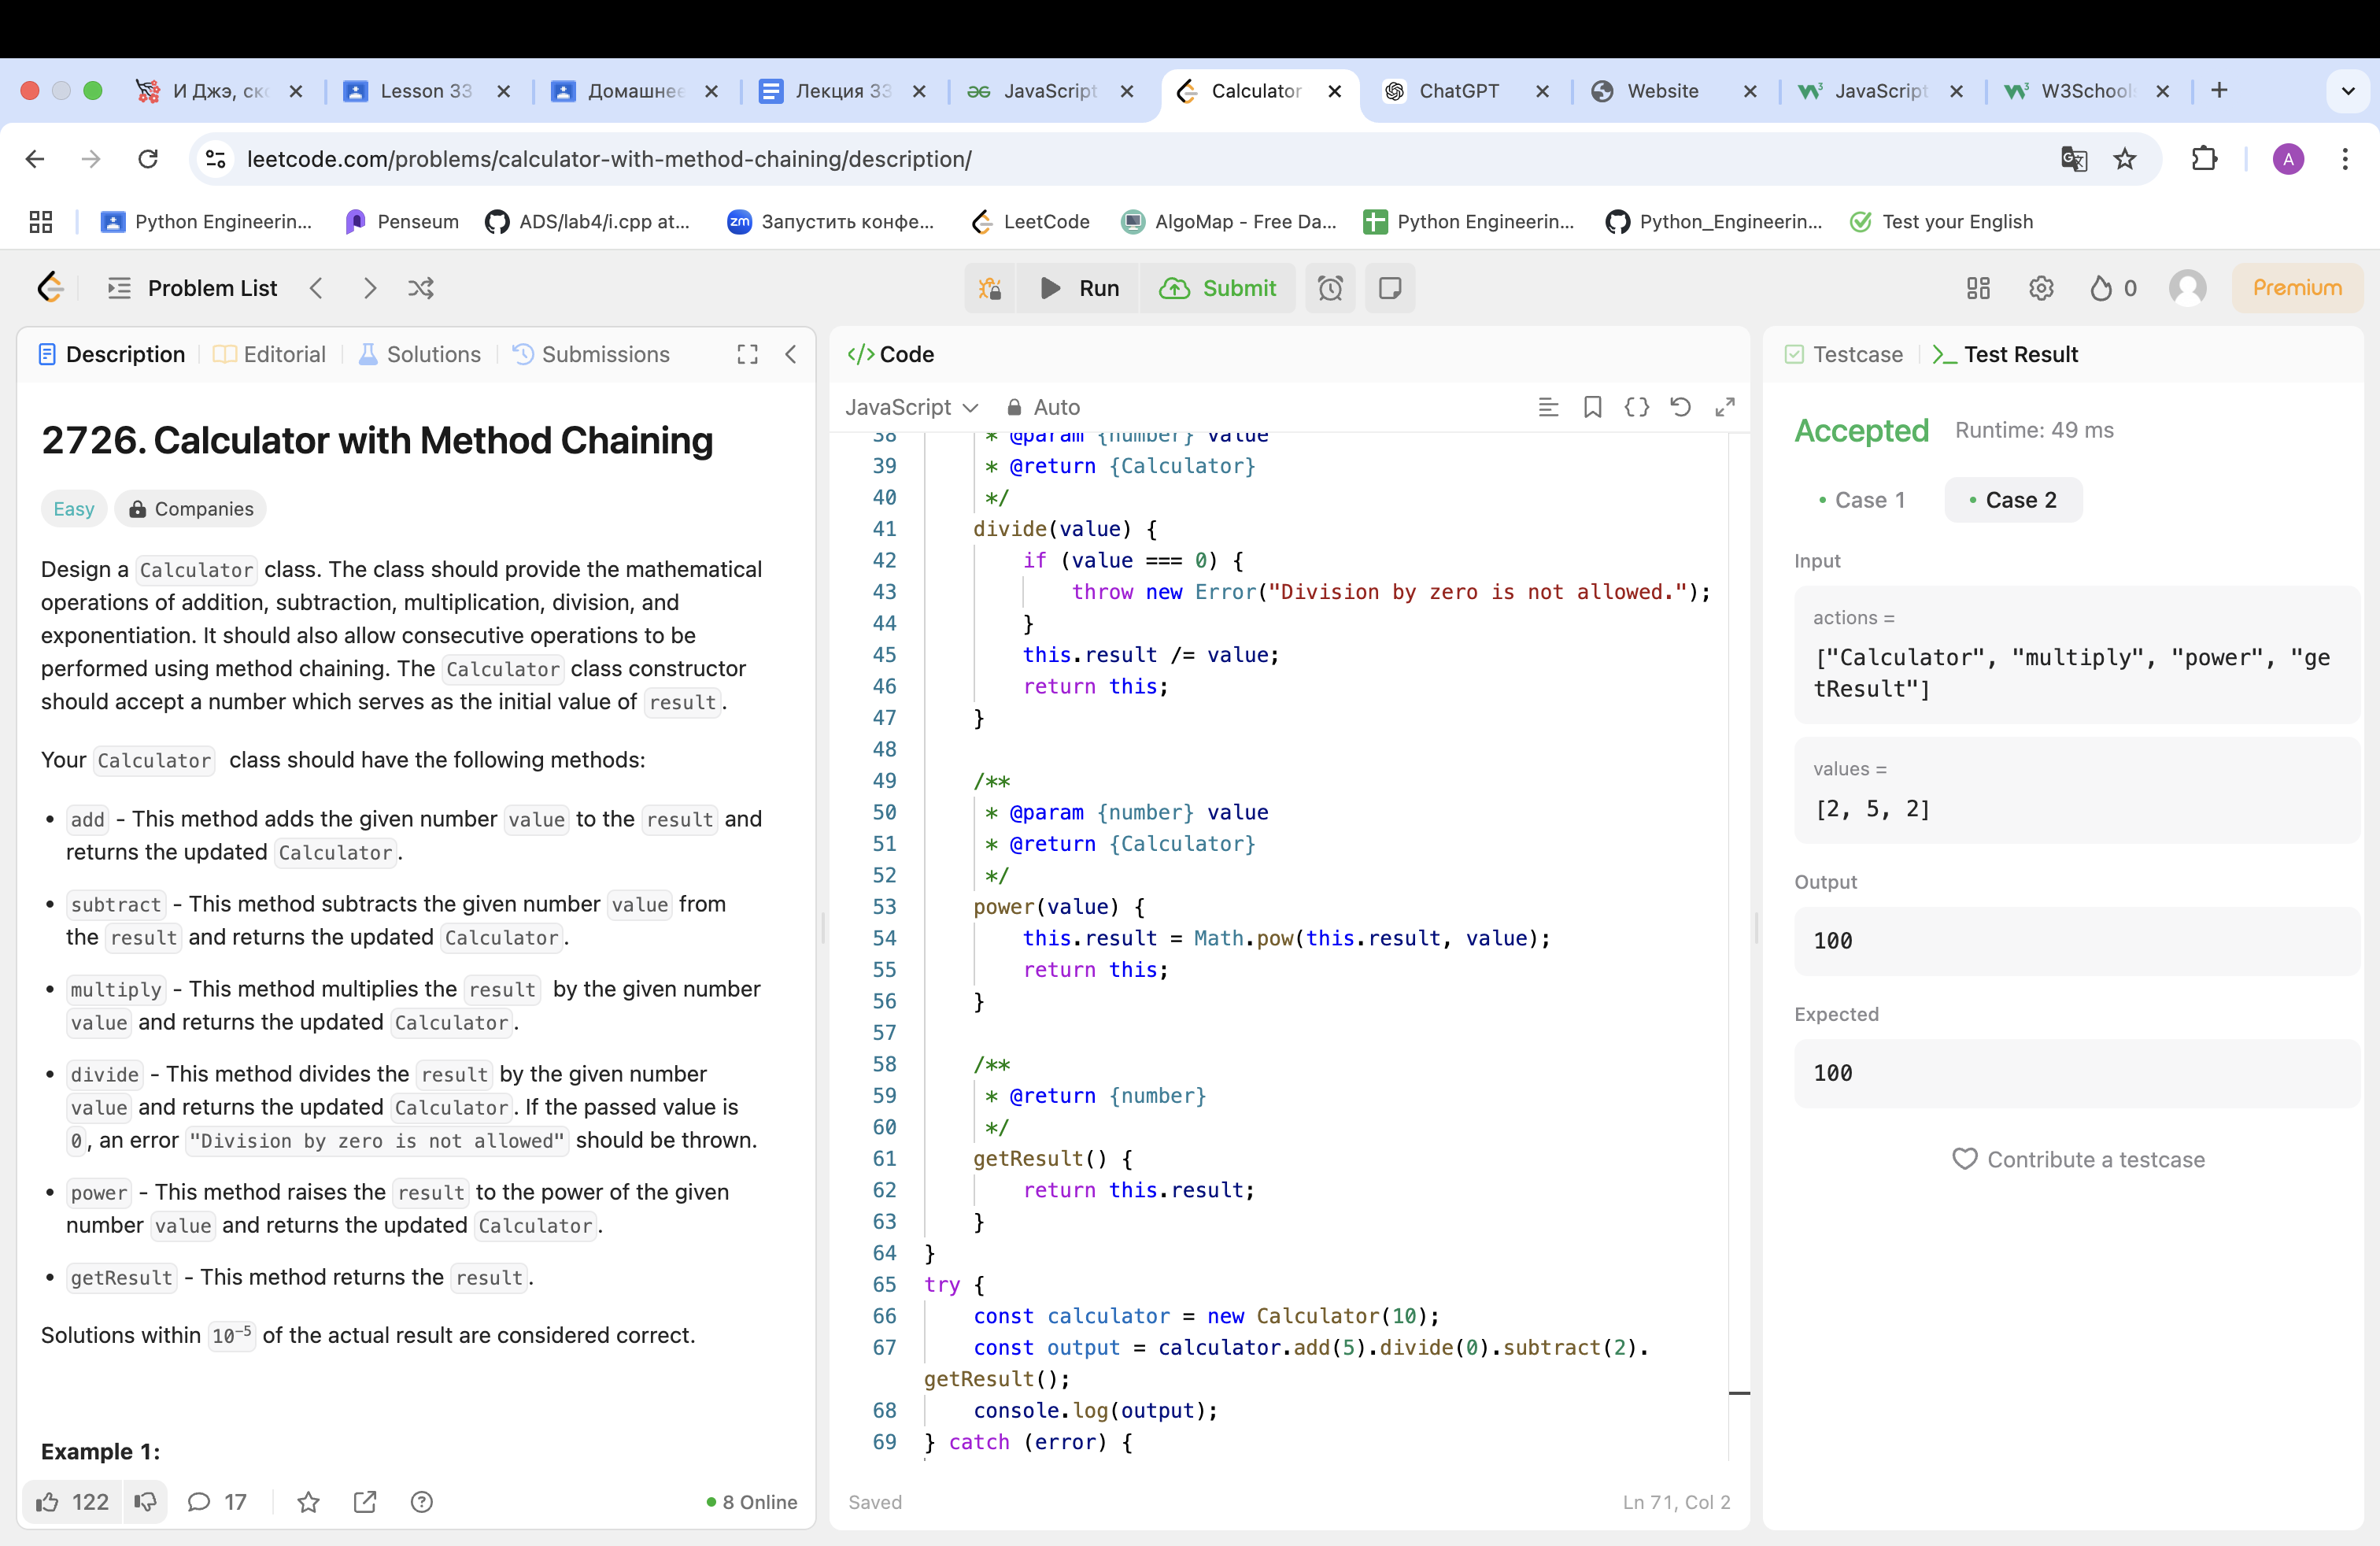 И Джэ, ск
Lesson 33
Домашнее
Лекция 33
JavaScript
Calculator
ChatGPT
Website
JavaScript
W3Schools
leetcode.com/problems/calculator-with-method-chaining/description/
A
Python Engineerin...
Penseum
ADS/lab4/i.cpp at...
zm
Запустить конфе...
LeetCode
AlgoMap - Free Da...
Python Engineerin...
Python_Engineerin...
Test your English
Problem List
Run
Submit
0
Premium
Description
Editorial
Solutions
Submissions
2726. Calculator with Method Chaining
Easy
Companies
Design a Calculator class. The class should provide the mathematical
operations of addition, subtraction, multiplication, division, and
exponentiation. It should also allow consecutive operations to be
performed using method chaining. The Calculator class constructor
should accept a number which serves as the initial value of result.
Your Calculator class should have the following methods:
• add - This method adds the given number value to the result and
returns the updated Calculator.
• subtract - This method subtracts the given number value from
the result and returns the updated Calculator.
• multiply - This method multiplies the result by the given number
value and returns the updated Calculator.
• divide - This method divides the result by the given number
value and returns the updated Calculator. If the passed value is
0, an error "Division by zero is not allowed" should be thrown.
• power - This method raises the result to the power of the given
number value and returns the updated Calculator.
• getResult - This method returns the result.
Solutions within 10⁻⁵ of the actual result are considered correct.
Example 1:
122
17
8 Online
</> Code
JavaScript
Auto
38 * @param {number} value
39 * @return {Calculator}
40 */
41 divide(value) {
42 if (value === 0) {
43 throw new Error("Division by zero is not allowed.");
44 }
45 this.result /= value;
46 return this;
47 }
48
49 /**
50 * @param {number} value
51 * @return {Calculator}
52 */
53 power(value) {
54 this.result = Math.pow(this.result, value);
55 return this;
56 }
57
58 /**
59 * @return {number}
60 */
61 getResult() {
62 return this.result;
63 }
64 }
65 try {
66 const calculator = new Calculator(10);
67 const output = calculator.add(5).divide(0).subtract(2).
getResult();
68 console.log(output);
69 } catch (error) {
Saved
Ln 71, Col 2
Testcase
Test Result
Accepted
Runtime: 49 ms
• Case 1
• Case 2
Input
actions =
["Calculator", "multiply", "power", "ge
tResult"]
values =
[2, 5, 2]
Output
100
Expected
100
Contribute a testcase